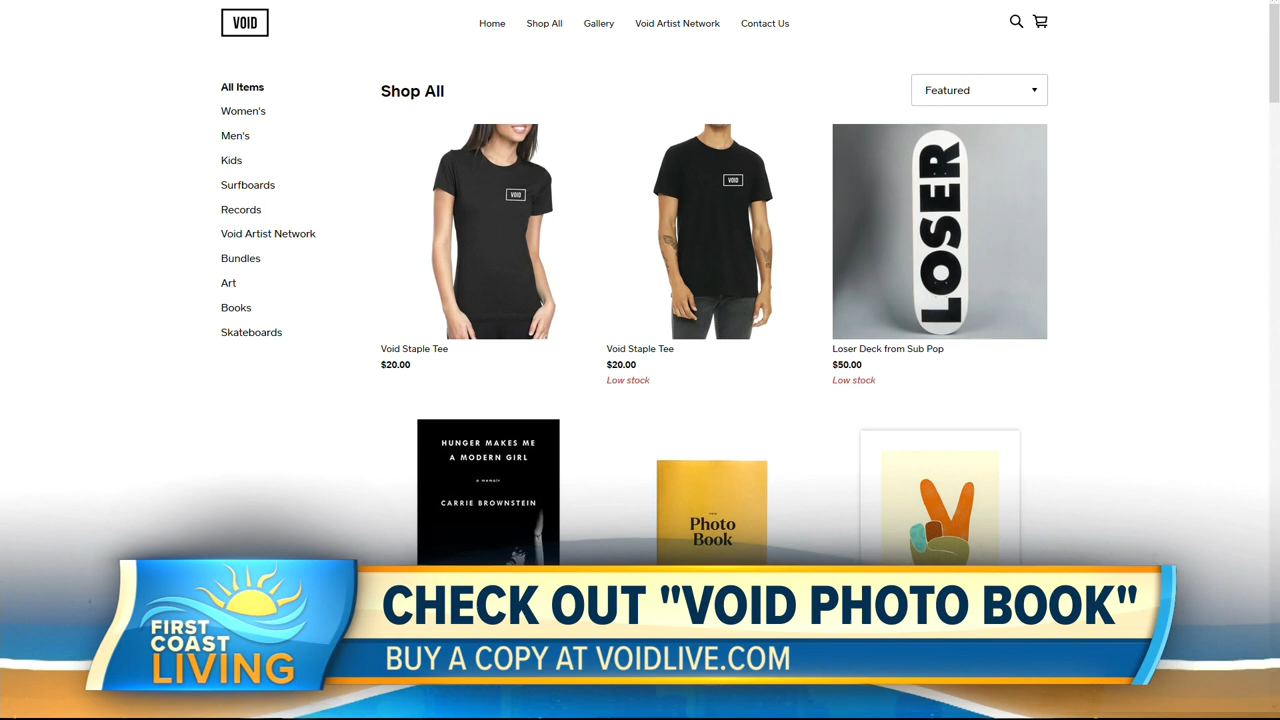 VOID
Home
Shop All
Gallery
Void Artist Network
Contact Us
All Items
Women's
Men's
Kids
Surfboards
Records
Void Artist Network
Bundles
Art
Books
Skateboards
Shop All
Featured
VOID
VOID
LOSER
Void Staple Tee
$20.00
Void Staple Tee
$20.00
Low stock
Loser Deck from Sub Pop
$50.00
Low stock
HUNGER MAKES ME
A MODERN GIRL
a memoir
CARRIE BROWNSTEIN
Photo
Book
FIRST
COAST
LIVING
CHECK OUT "VOID PHOTO BOOK"
BUY A COPY AT VOIDLIVE.COM